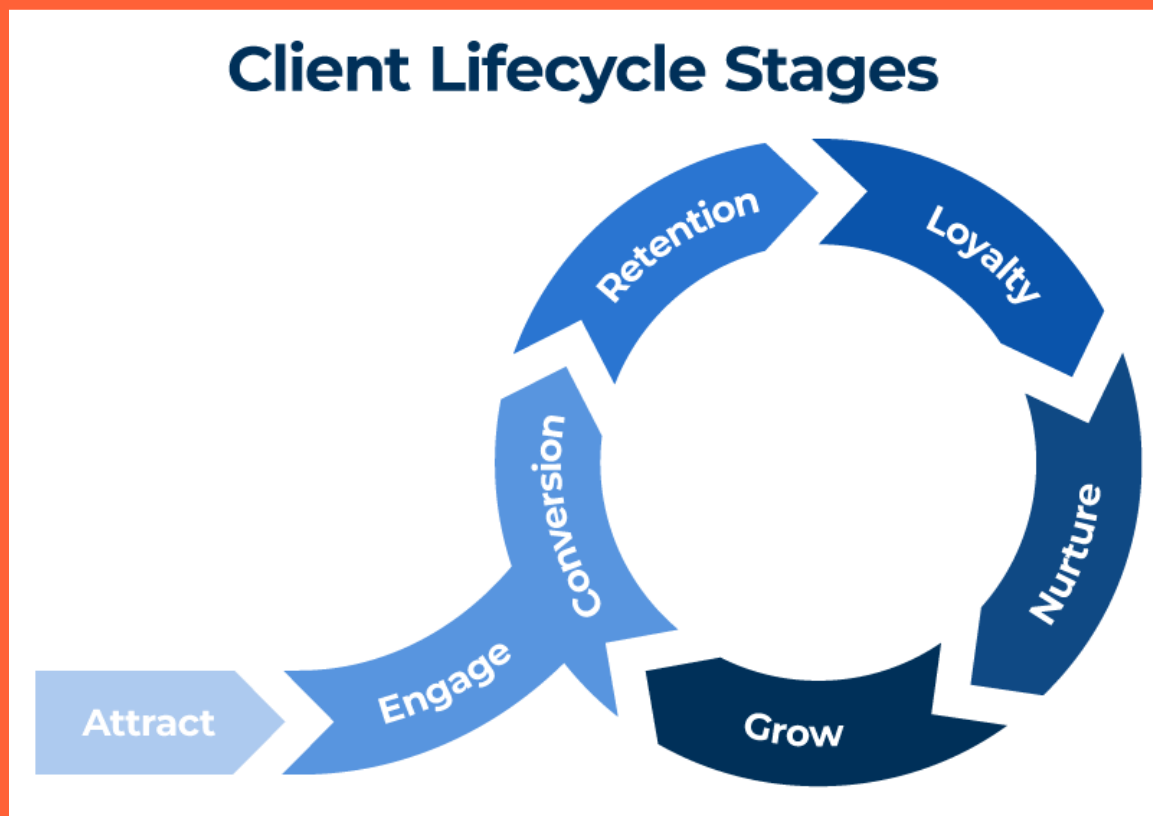 Client Lifecycle Stages
Attract
Engage
Conversion
Retention
Loyalty
Nurture
Grow